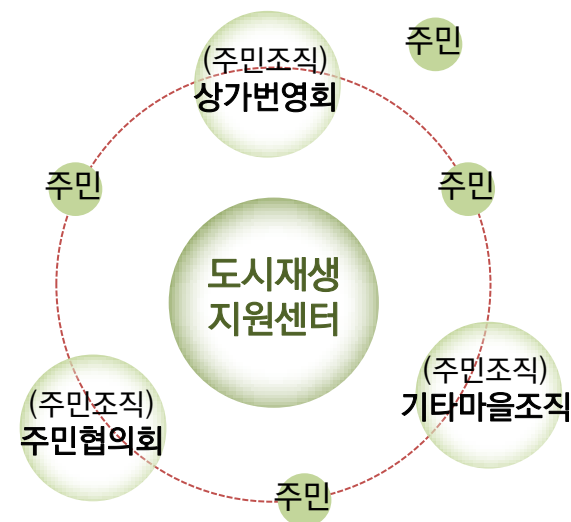 주민
(주민조직)
상가번영회
주민
주민
도시재생
지원센터
(주민조직)
기타마을조직
(주민조직)
주민협의회
주민